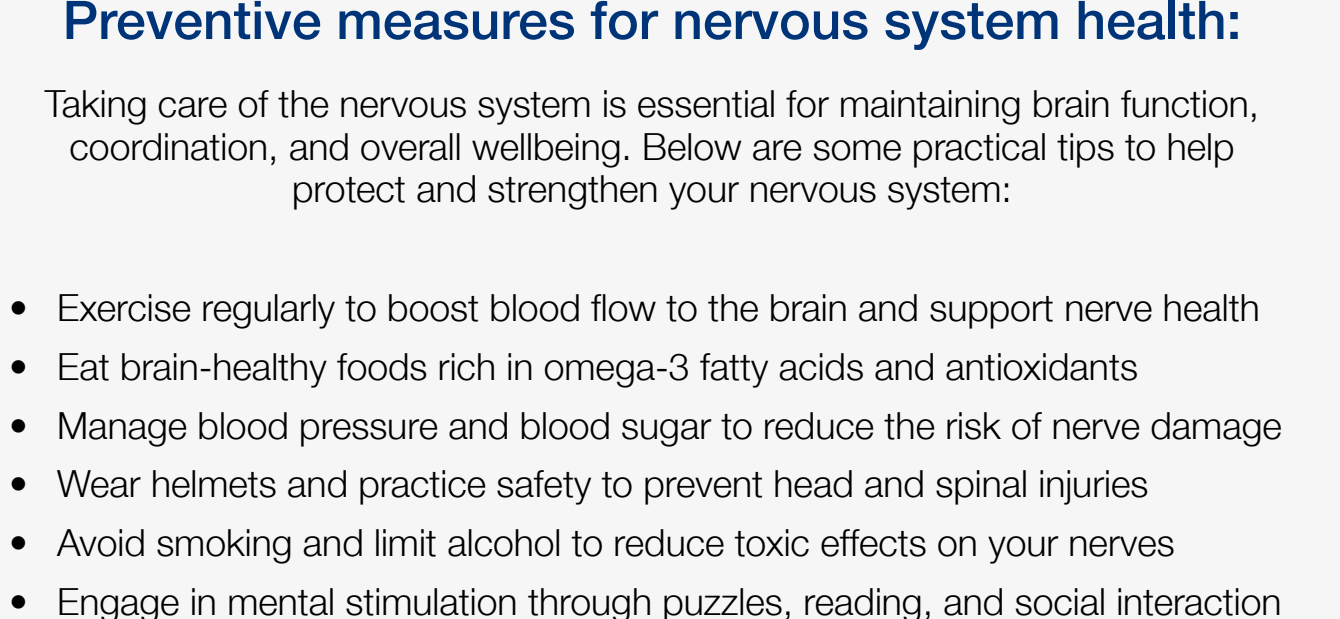 Preventive measures for nervous system health:
Taking care of the nervous system is essential for maintaining brain function,
coordination, and overall wellbeing. Below are some practical tips to help
protect and strengthen your nervous system:
• Exercise regularly to boost blood flow to the brain and support nerve health
• Eat brain-healthy foods rich in omega-3 fatty acids and antioxidants
• Manage blood pressure and blood sugar to reduce the risk of nerve damage
• Wear helmets and practice safety to prevent head and spinal injuries
• Avoid smoking and limit alcohol to reduce toxic effects on your nerves
• Engage in mental stimulation through puzzles, reading, and social interaction